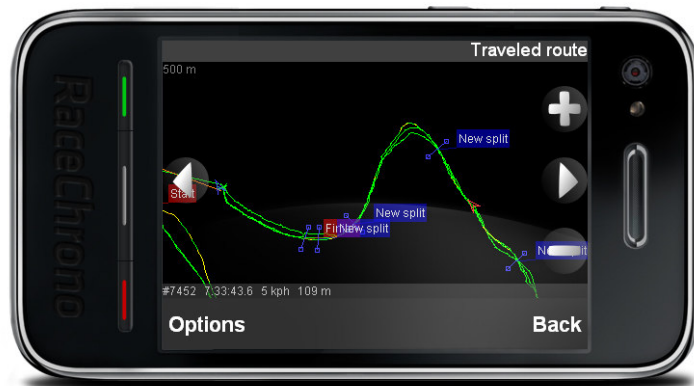 RaceChrono
Traveled route
500 m
New split
Start
New split
New split
#7452 7:33:43.6 5 kph 109 m
Options
Back